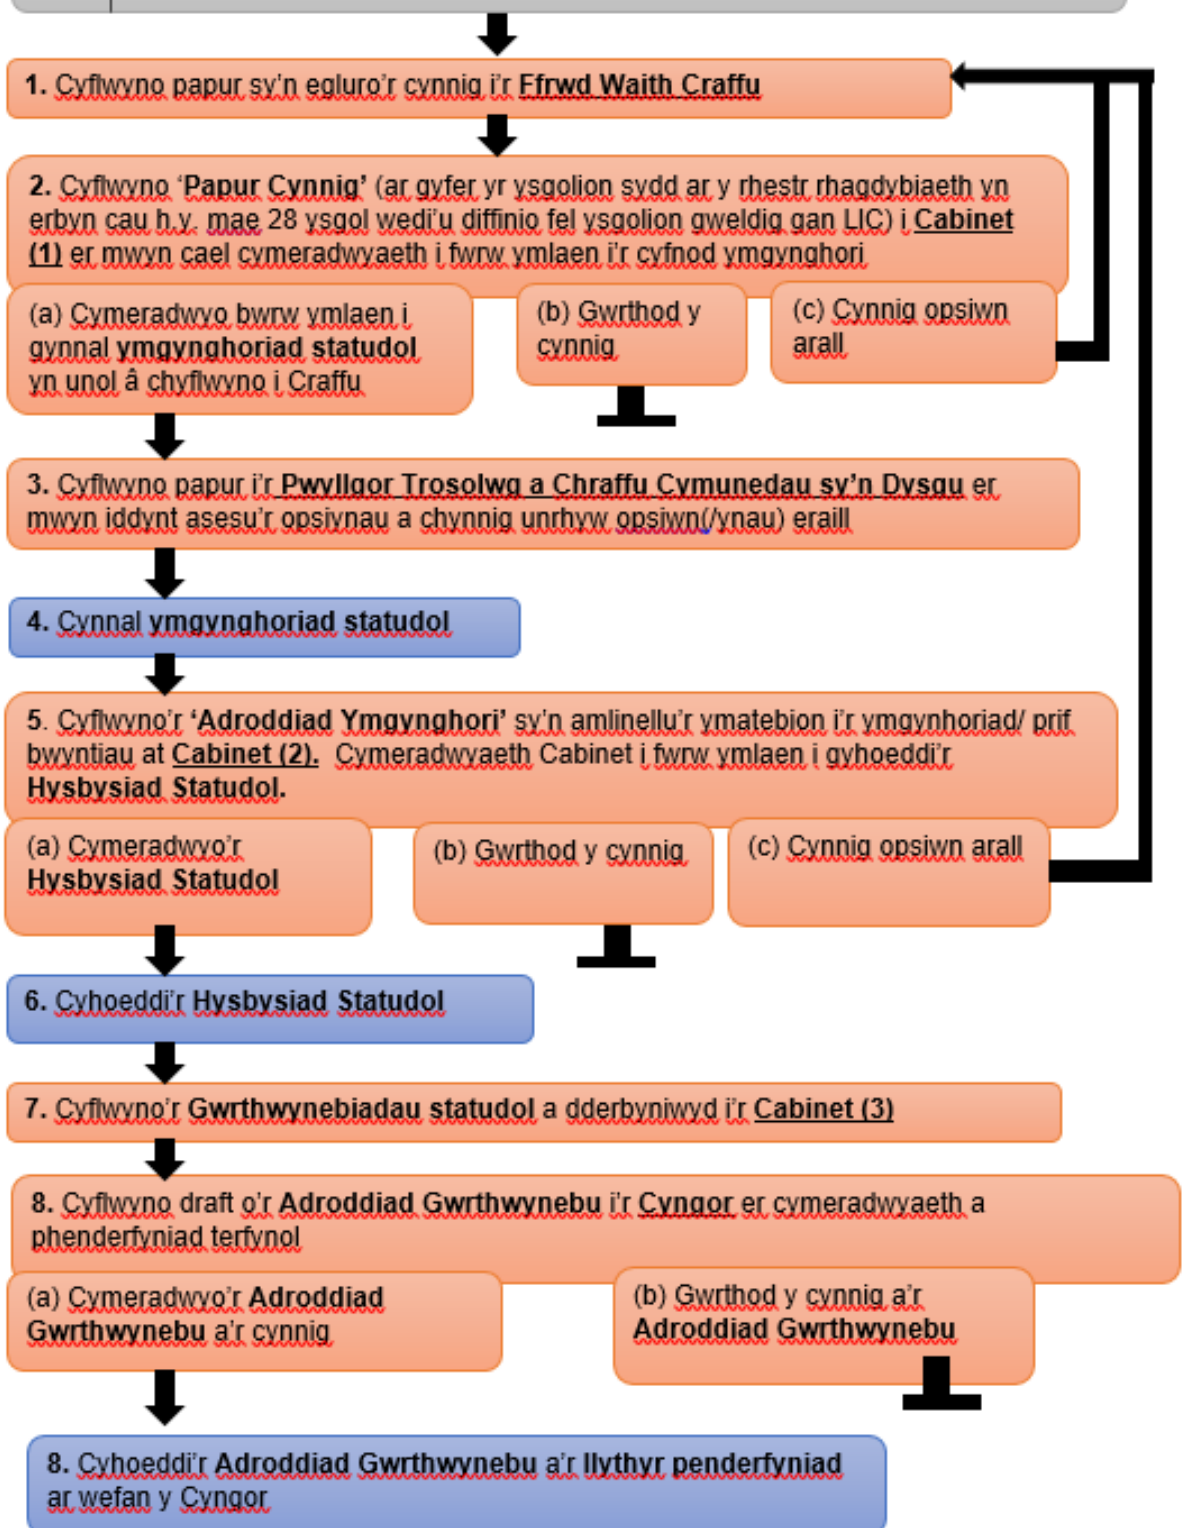 1. Cyflwyno papur sy'n egluro'r cynnig i'r Ffrwd Waith Craffu
2. Cyflwyno ‘Papur Cynnig’ (ar gyfer yr ysgolion sydd ar y rhestr rhagdybiaeth yn
erbyn cau h.y. mae 28 ysgol wedi'u diffinio fel ysgolion gweldig gan LlC) i Cabinet
(1) er mwyn cael cymeradwyaeth i fwrw ymlaen i'r cyfnod ymgynghori
(a) Cymeradwyo bwrw ymlaen i
gynnal ymgynghoriad statudol
yn unol â chyflwyno i Craffu
(b) Gwrthod y
cynnig
(c) Cynnig opsiwn
arall
3. Cyflwyno papur i'r Pwyllgor Trosolwg a Chraffu Cymunedau sy'n Dysgu er
mwyn iddynt asesu'r opsiynau a chynnig unrhyw opsiwn(/ynau) eraill
4. Cynnal ymgynghoriad statudol
5. Cyflwyno'r ‘Adroddiad Ymgynghori’ sy'n amlinellu'r ymatebion i'r ymgynhoriad/ prif
bwyntiau at Cabinet (2). Cymeradwyaeth Cabinet i fwrw ymlaen i gyhoeddi'r
Hysbysiad Statudol.
(a) Cymeradwyo'r
Hysbysiad Statudol
(b) Gwrthod y cynnig
(c) Cynnig opsiwn arall
6. Cyhoeddi'r Hysbysiad Statudol
7. Cyflwyno'r Gwrthwynebiadau statudol a dderbyniwyd i'r Cabinet (3)
8. Cyflwyno draft o'r Adroddiad Gwrthwynebu i'r Cyngor er cymeradwyaeth a
phenderfyniad terfynol
(a) Cymeradwyo'r Adroddiad
Gwrthwynebu a'r cynnig
(b) Gwrthod y cynnig a'r
Adroddiad Gwrthwynebu
8. Cyhoeddi'r Adroddiad Gwrthwynebu a'r llythyr penderfyniad
ar wefan y Cyngor